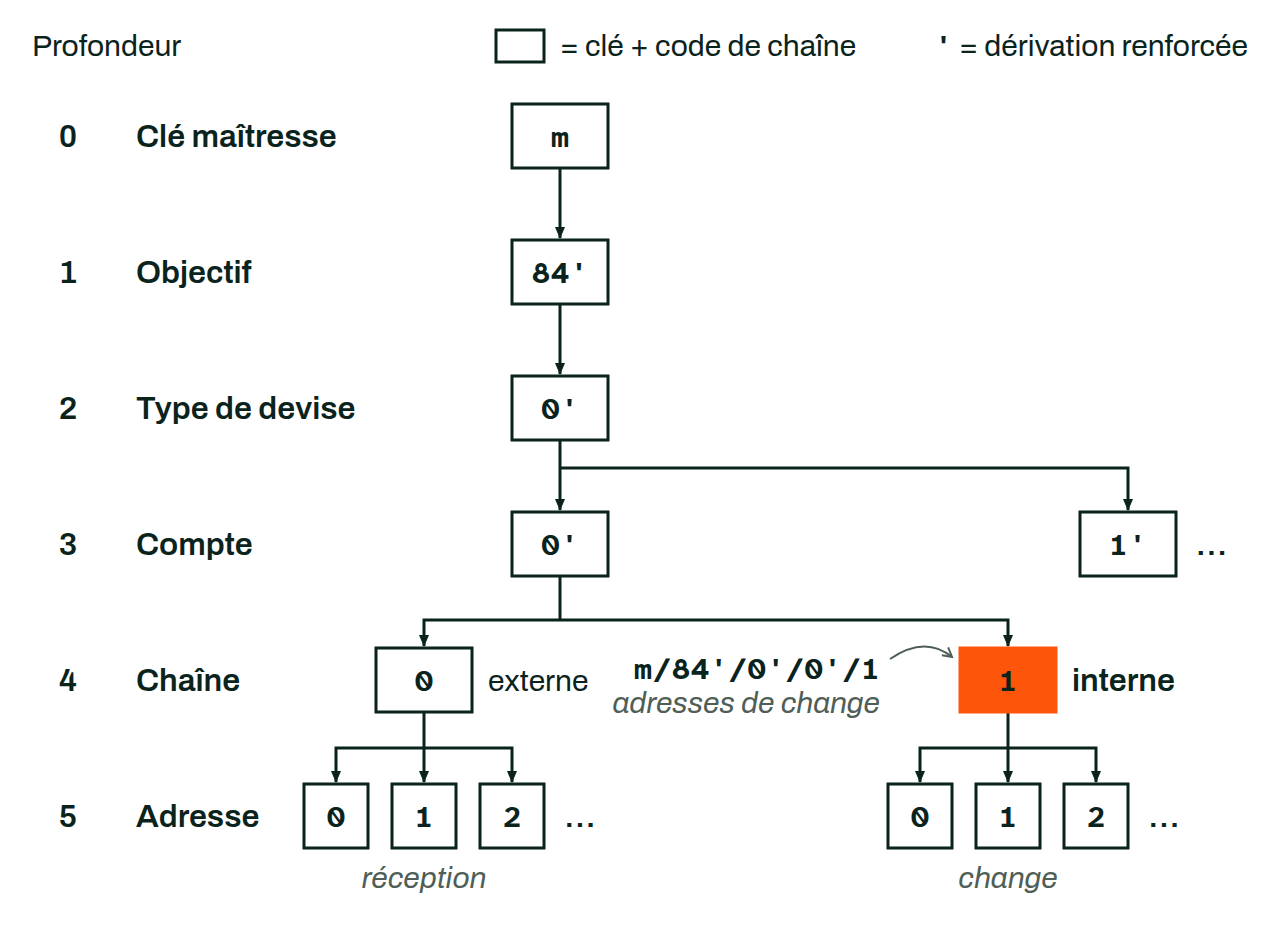 Profondeur = clé + code de chaîne ' = dérivation renforcée
0 Clé maîtresse m
1 Objectif 84'
2 Type de devise 0'
3 Compte 0' 1' ...
4 Chaîne 0 externe m/84'/0'/0'/1 1 interne
adresses de change
5 Adresse 0 1 2 ... 0 1 2 ...
réception change